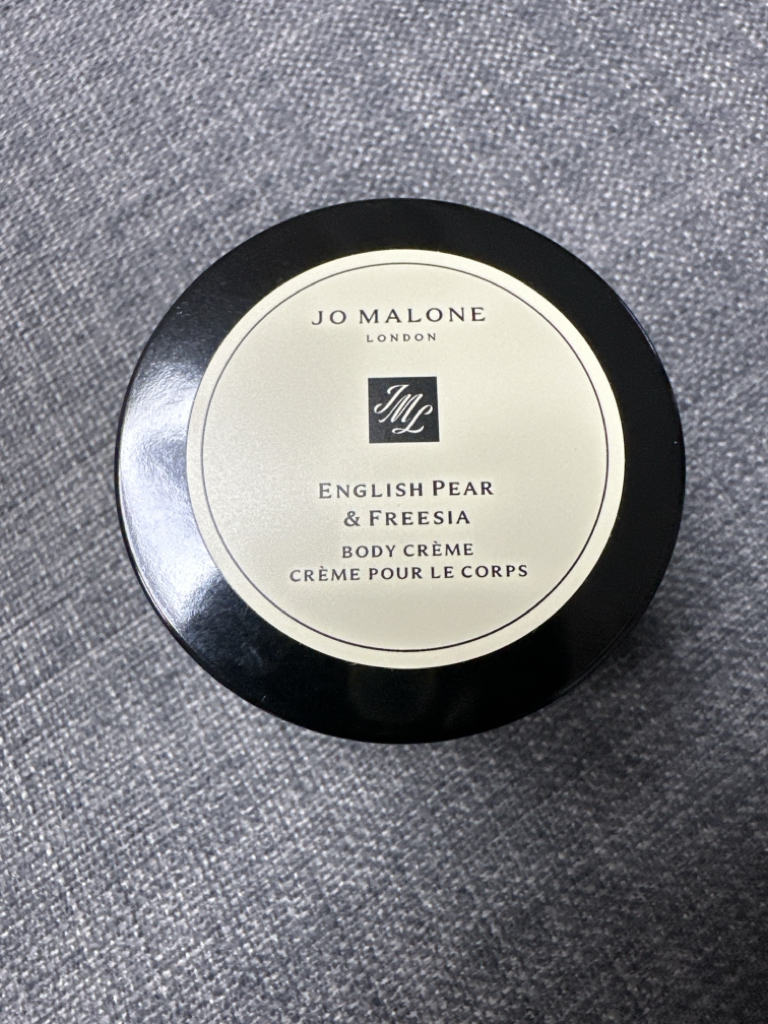 JO MALONE
LONDON
JML
ENGLISH PEAR
& FREESIA
BODY CRÈME
CRÈME POUR LE CORPS